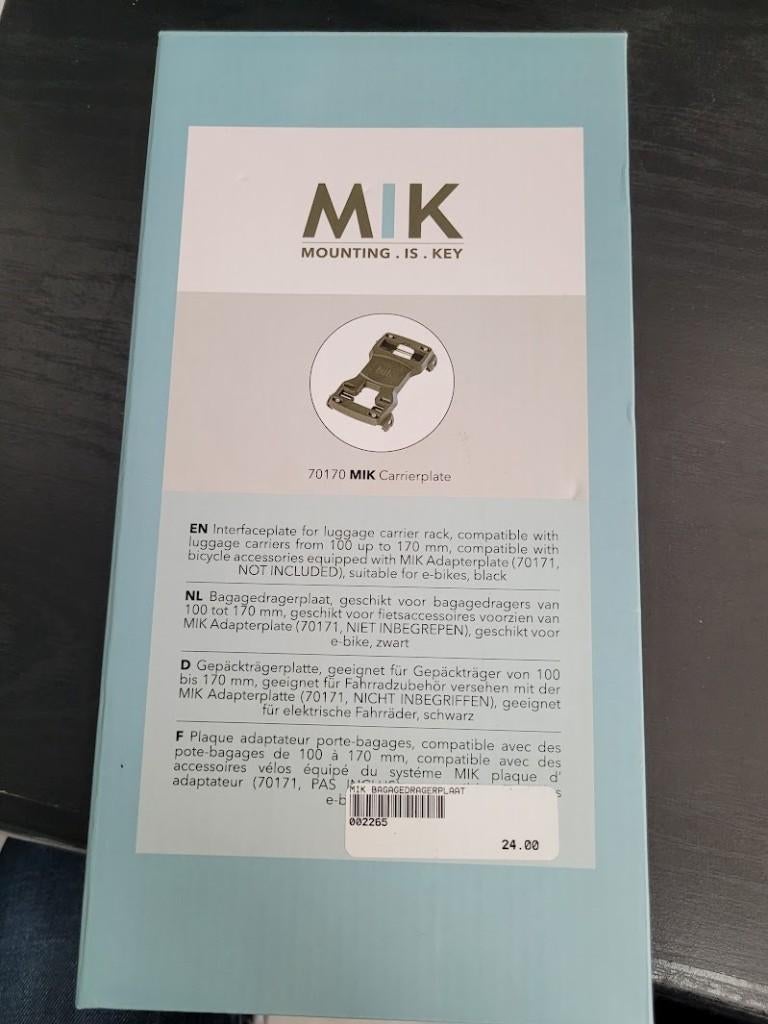 MIK
MOUNTING . IS . KEY
70170 MIK Carrierplate
EN Interfaceplate for luggage carrier rack, compatible with
luggage carriers from 100 up to 170 mm, compatible with
bicycle accessories equipped with MIK Adapterplate (70171,
NOT INCLUDED), suitable for e-bikes, black
NL Bagagedragerplaat, geschikt voor bagagedragers van
100 tot 170 mm, geschikt voor fietsaccessoires voorzien van
MIK Adapterplate (70171, NIET INBEGREPEN), geschikt voor
e-bike, zwart
D Gepäckträgerplatte, geeignet für Gepäckträger von 100
bis 170 mm, geeignet für Fahrradzubehör versehen mit der
MIK Adapterplatte (70171, NICHT INBEGRIFFEN), geeignet
für elektrische Fahrräder, schwarz
F Plaque adaptateur porte-bagages, compatible avec des
pote-bagages de 100 à 170 mm, compatible avec des
accessoires vélos équipé du systéme MIK plaque d'
adaptateur (70171, PAS
MIK BAGAGEDRAGERPLAAT
002265
24.00